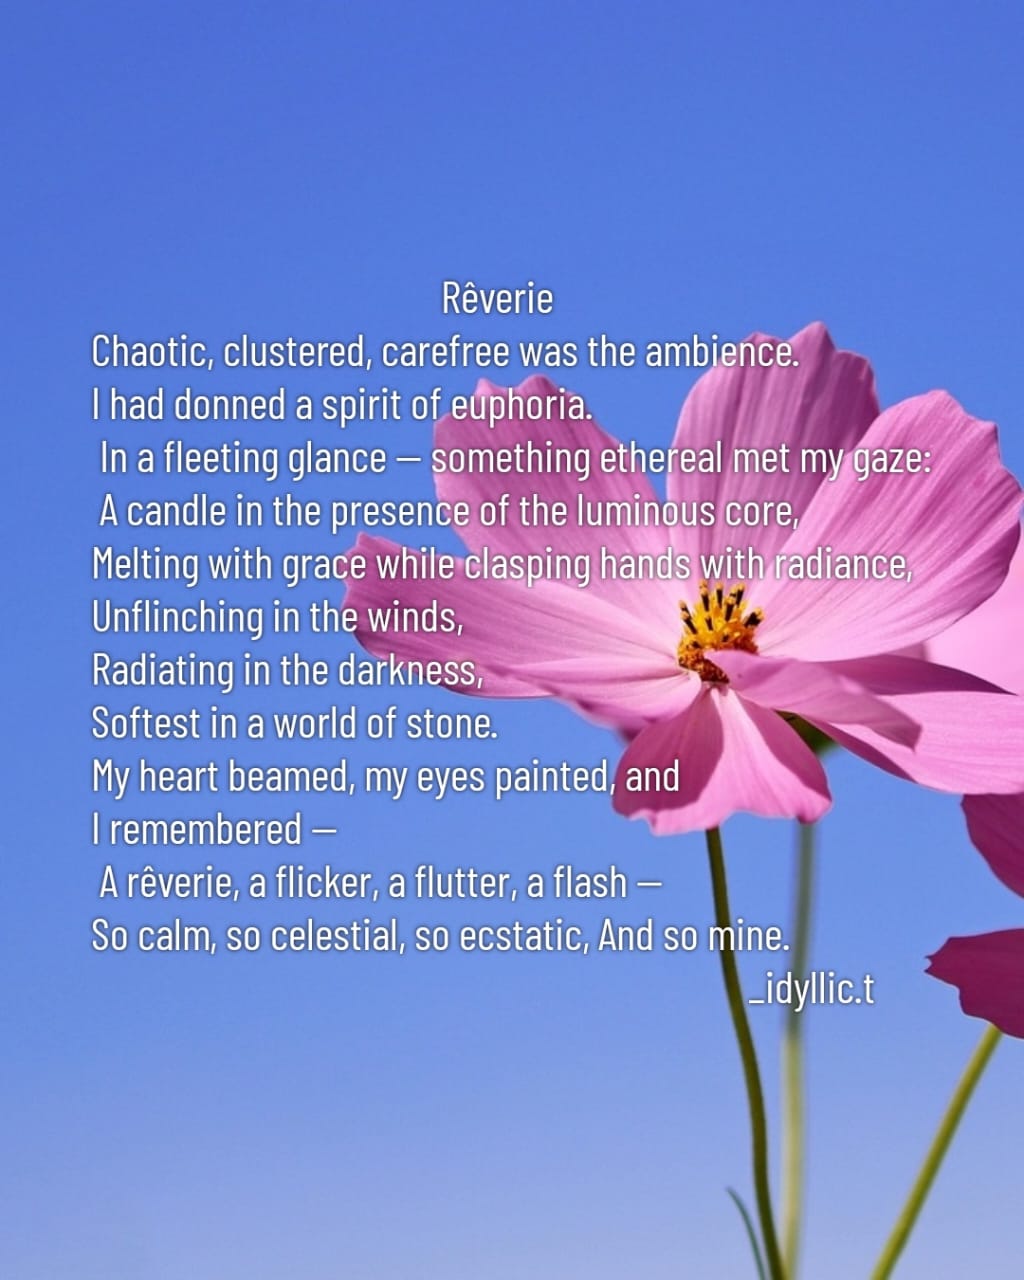 Rêverie
Chaotic, clustered, carefree was the ambience.
I had donned a spirit of euphoria.
In a fleeting glance — something ethereal met my gaze:
A candle in the presence of the luminous core,
Melting with grace while clasping hands with radiance,
Unflinching in the winds,
Radiating in the darkness,
Softest in a world of stone.
My heart beamed, my eyes painted, and
I remembered —
A rêverie, a flicker, a flutter, a flash —
So calm, so celestial, so ecstatic, And so mine.
_idyllic.t